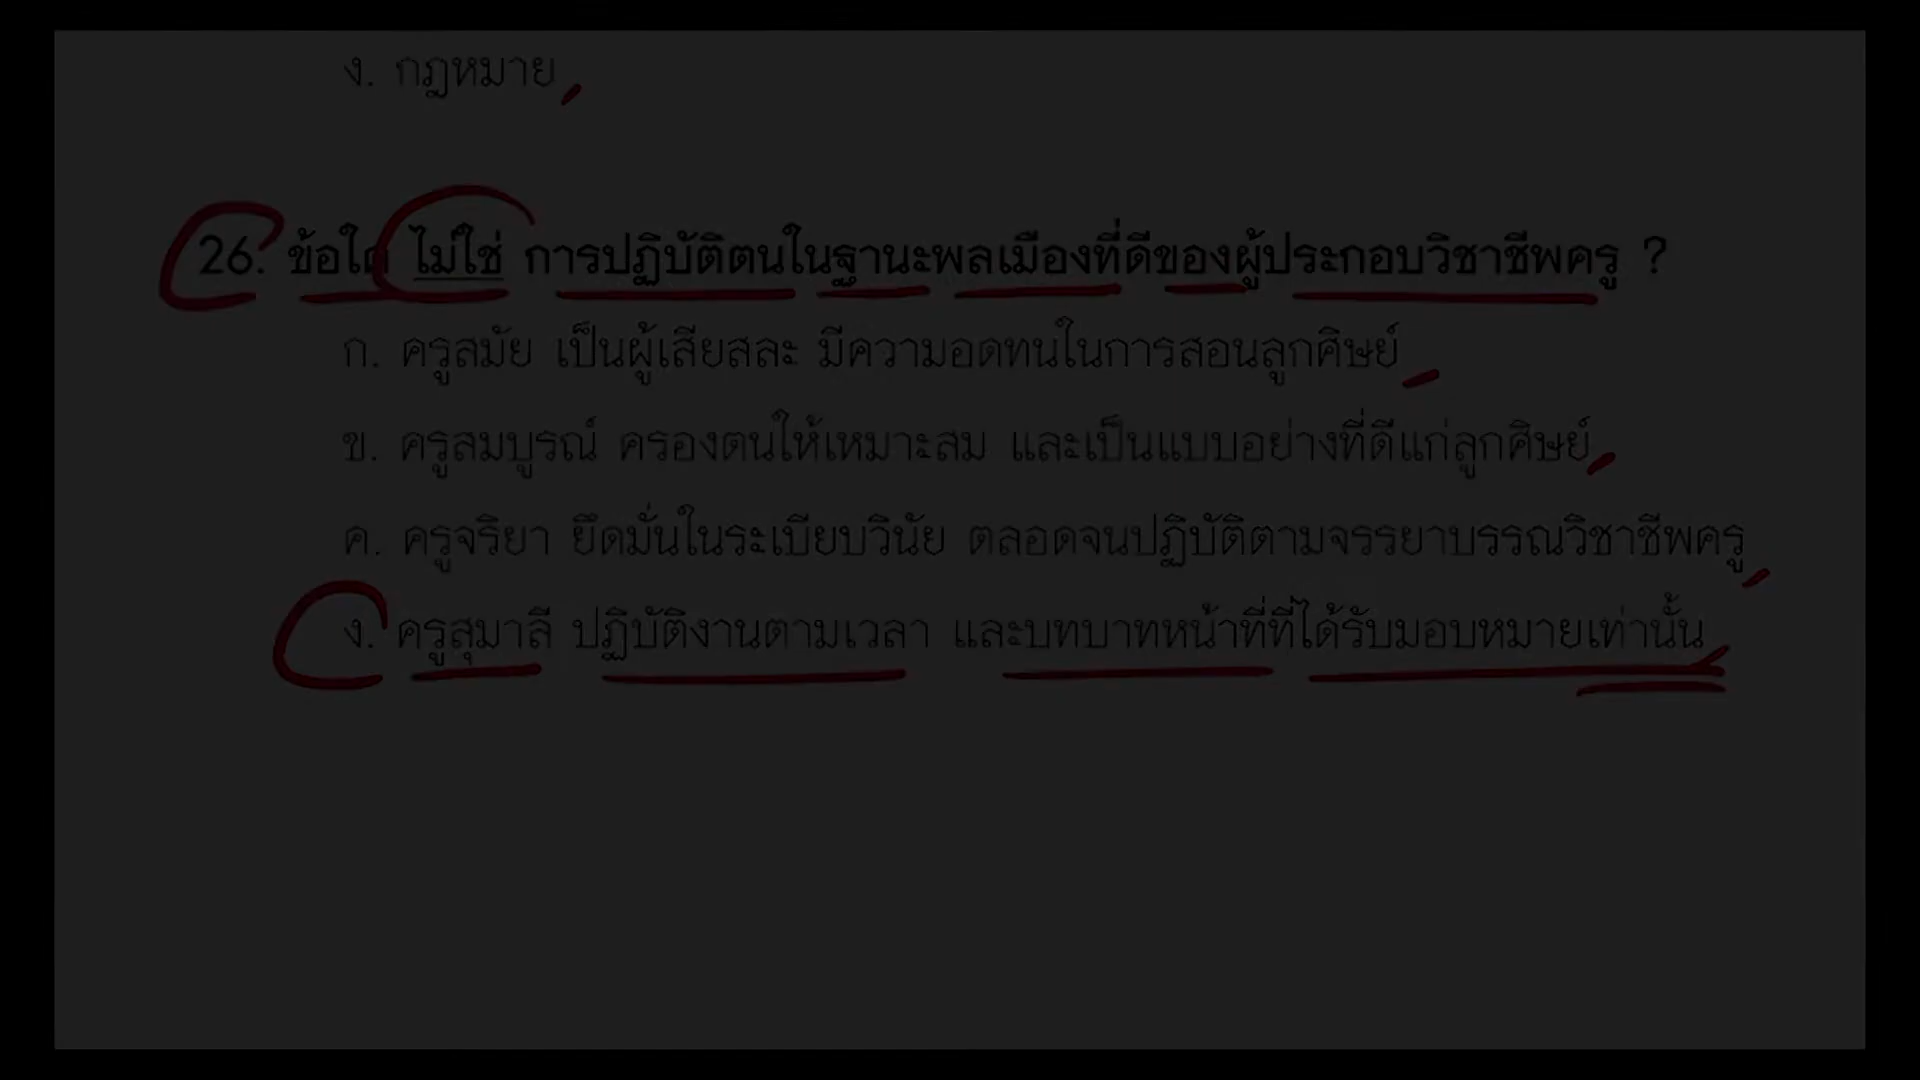 ง. กฎหมาย
26. ข้อใด ไม่ใช่ การปฏิบัติตนในฐานะพลเมืองที่ดีของผู้ประกอบวิชาชีพครู ?
ก. ครูสมัย เป็นผู้เสียสละ มีความอดทนในการสอนลูกศิษย์
ข. ครูสมบูรณ์ ครองตนให้เหมาะสม และเป็นแบบอย่างที่ดีแก่ลูกศิษย์
ค. ครูจริยา ยึดมั่นในระเบียบวินัย ตลอดจนปฏิบัติตามจรรยาบรรณวิชาชีพครู
ง. ครูสุมาลี ปฏิบัติงานตามเวลา และบทบาทหน้าที่ที่ได้รับมอบหมายเท่านั้น